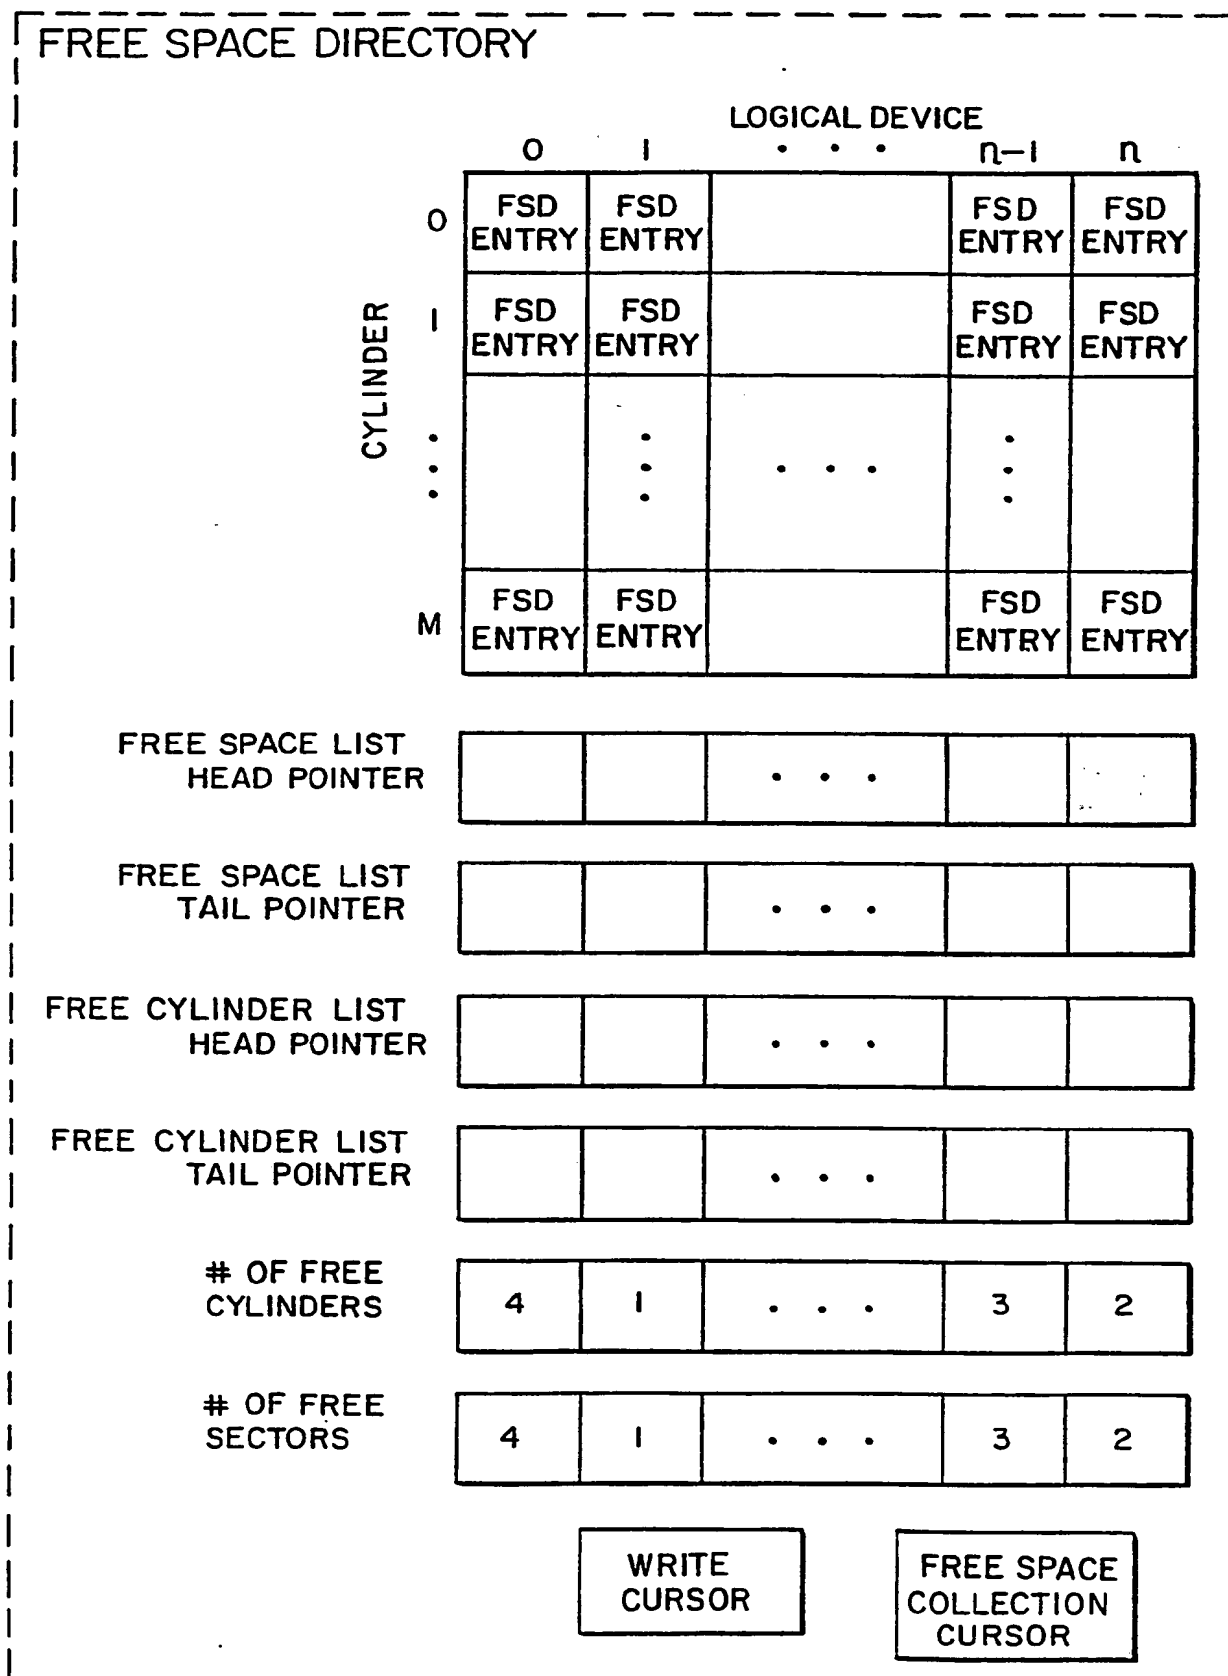 FREE SPACE DIRECTORY
LOGICAL DEVICE
0 1 • • • n-1 n
CYLINDER
0 FSD ENTRY FSD ENTRY FSD ENTRY FSD ENTRY
1 FSD ENTRY FSD ENTRY FSD ENTRY FSD ENTRY
M FSD ENTRY FSD ENTRY FSD ENTRY FSD ENTRY
FREE SPACE LIST
HEAD POINTER
FREE SPACE LIST
TAIL POINTER
FREE CYLINDER LIST
HEAD POINTER
FREE CYLINDER LIST
TAIL POINTER
# OF FREE
CYLINDERS
4 1 • • • 3 2
# OF FREE
SECTORS
4 1 • • • 3 2
WRITE
CURSOR
FREE SPACE
COLLECTION
CURSOR